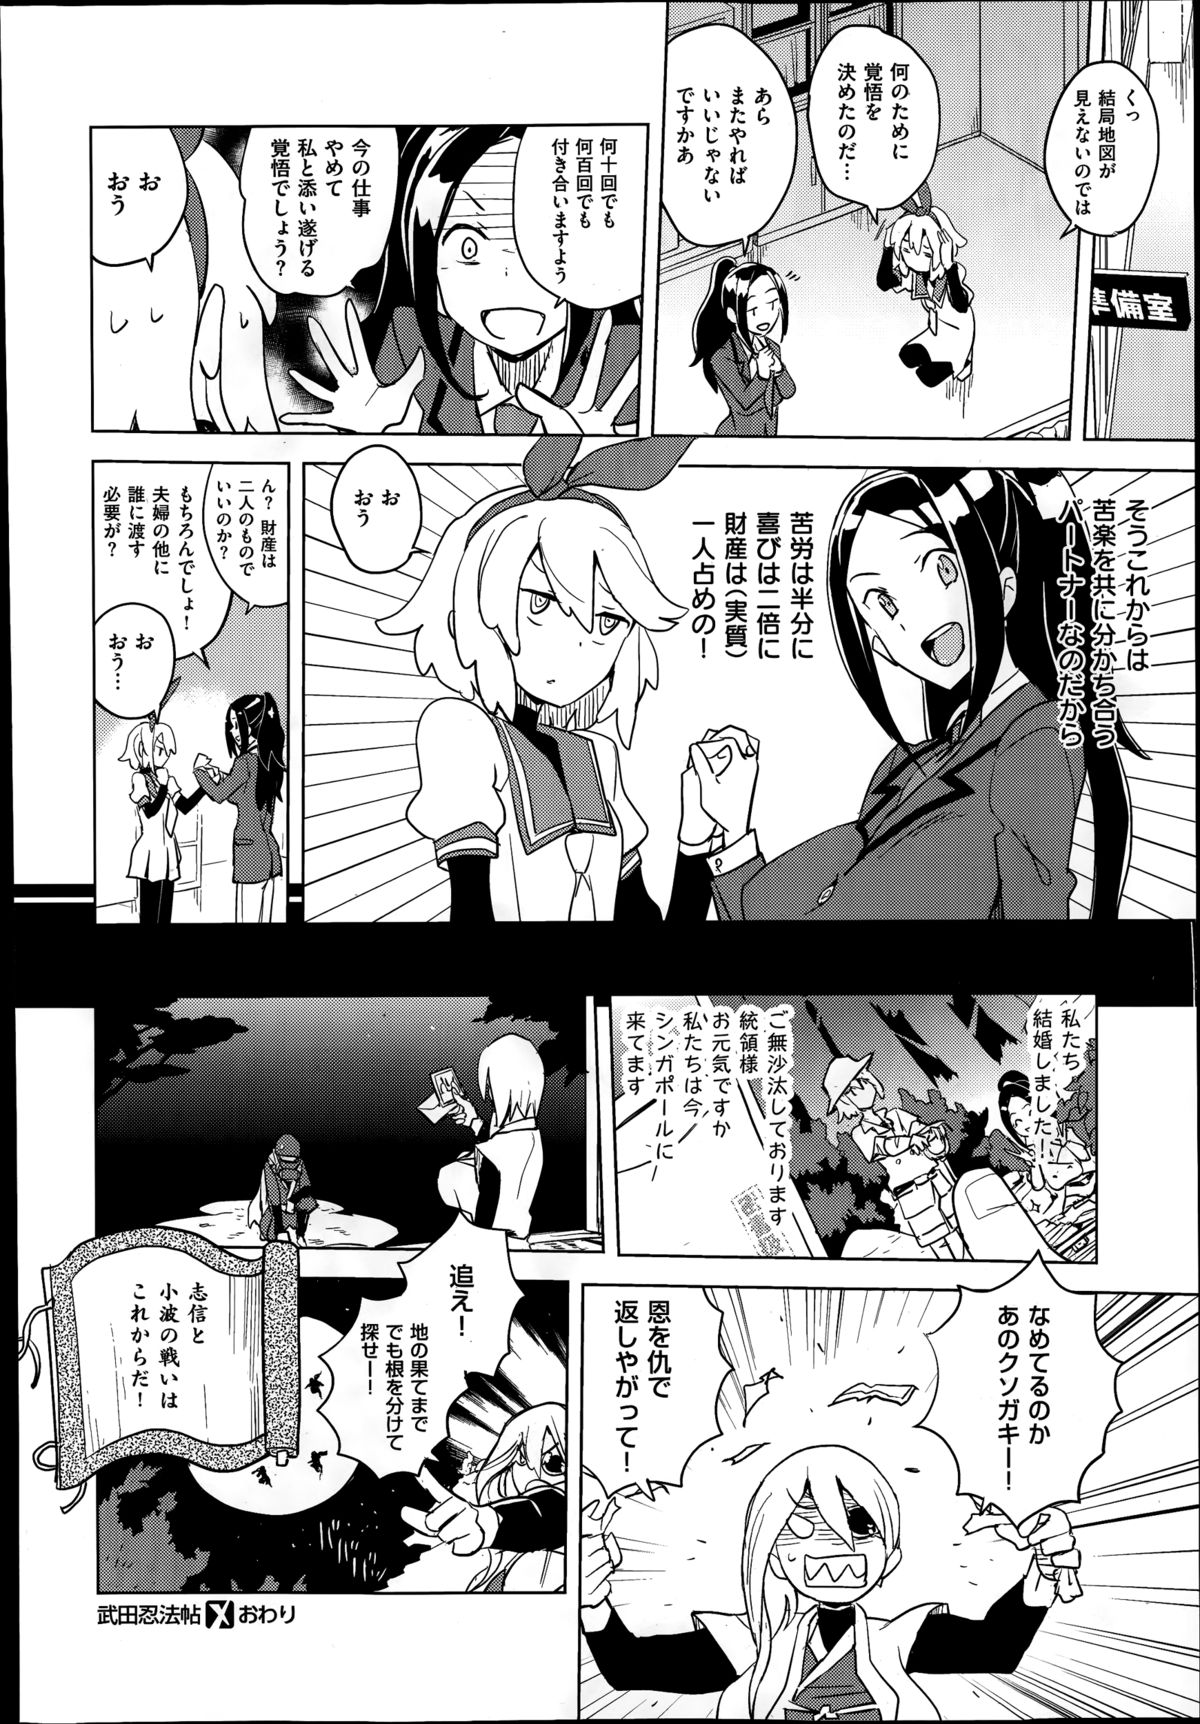 くっ
結局地図が
見えないのでは
準備室
何のために
覚悟を
決めたのだ…
あら
またやれば
いいじゃない
ですかあ
何十回でも
何百回でも
付き合いますよう
今の仕事
やめて
私と添い遂げる
覚悟でしょう？
お
おう
そうこれからは
苦楽を共に分かち合う
パートナーなのだから
苦労は半分に
喜びは二倍に
財産は（実質）
一人占めの！
お
おう
ん？財産は
二人のもので
いいのか？
もちろんでしょ！
夫婦の他に
誰に渡す
必要が？
お
おう…
私たち
結婚しました！
ご無沙汰しております
統領様
お元気ですか
私たちは今
シンガポールに
来てます
なめてるのか
あのクソガキー！
恩を仇で
返しやがって！
追え！
地の果てまで
でも根を分けて
探せー！
志信と
小波の戦いは
これからだ！
武田忍法帖X おわり